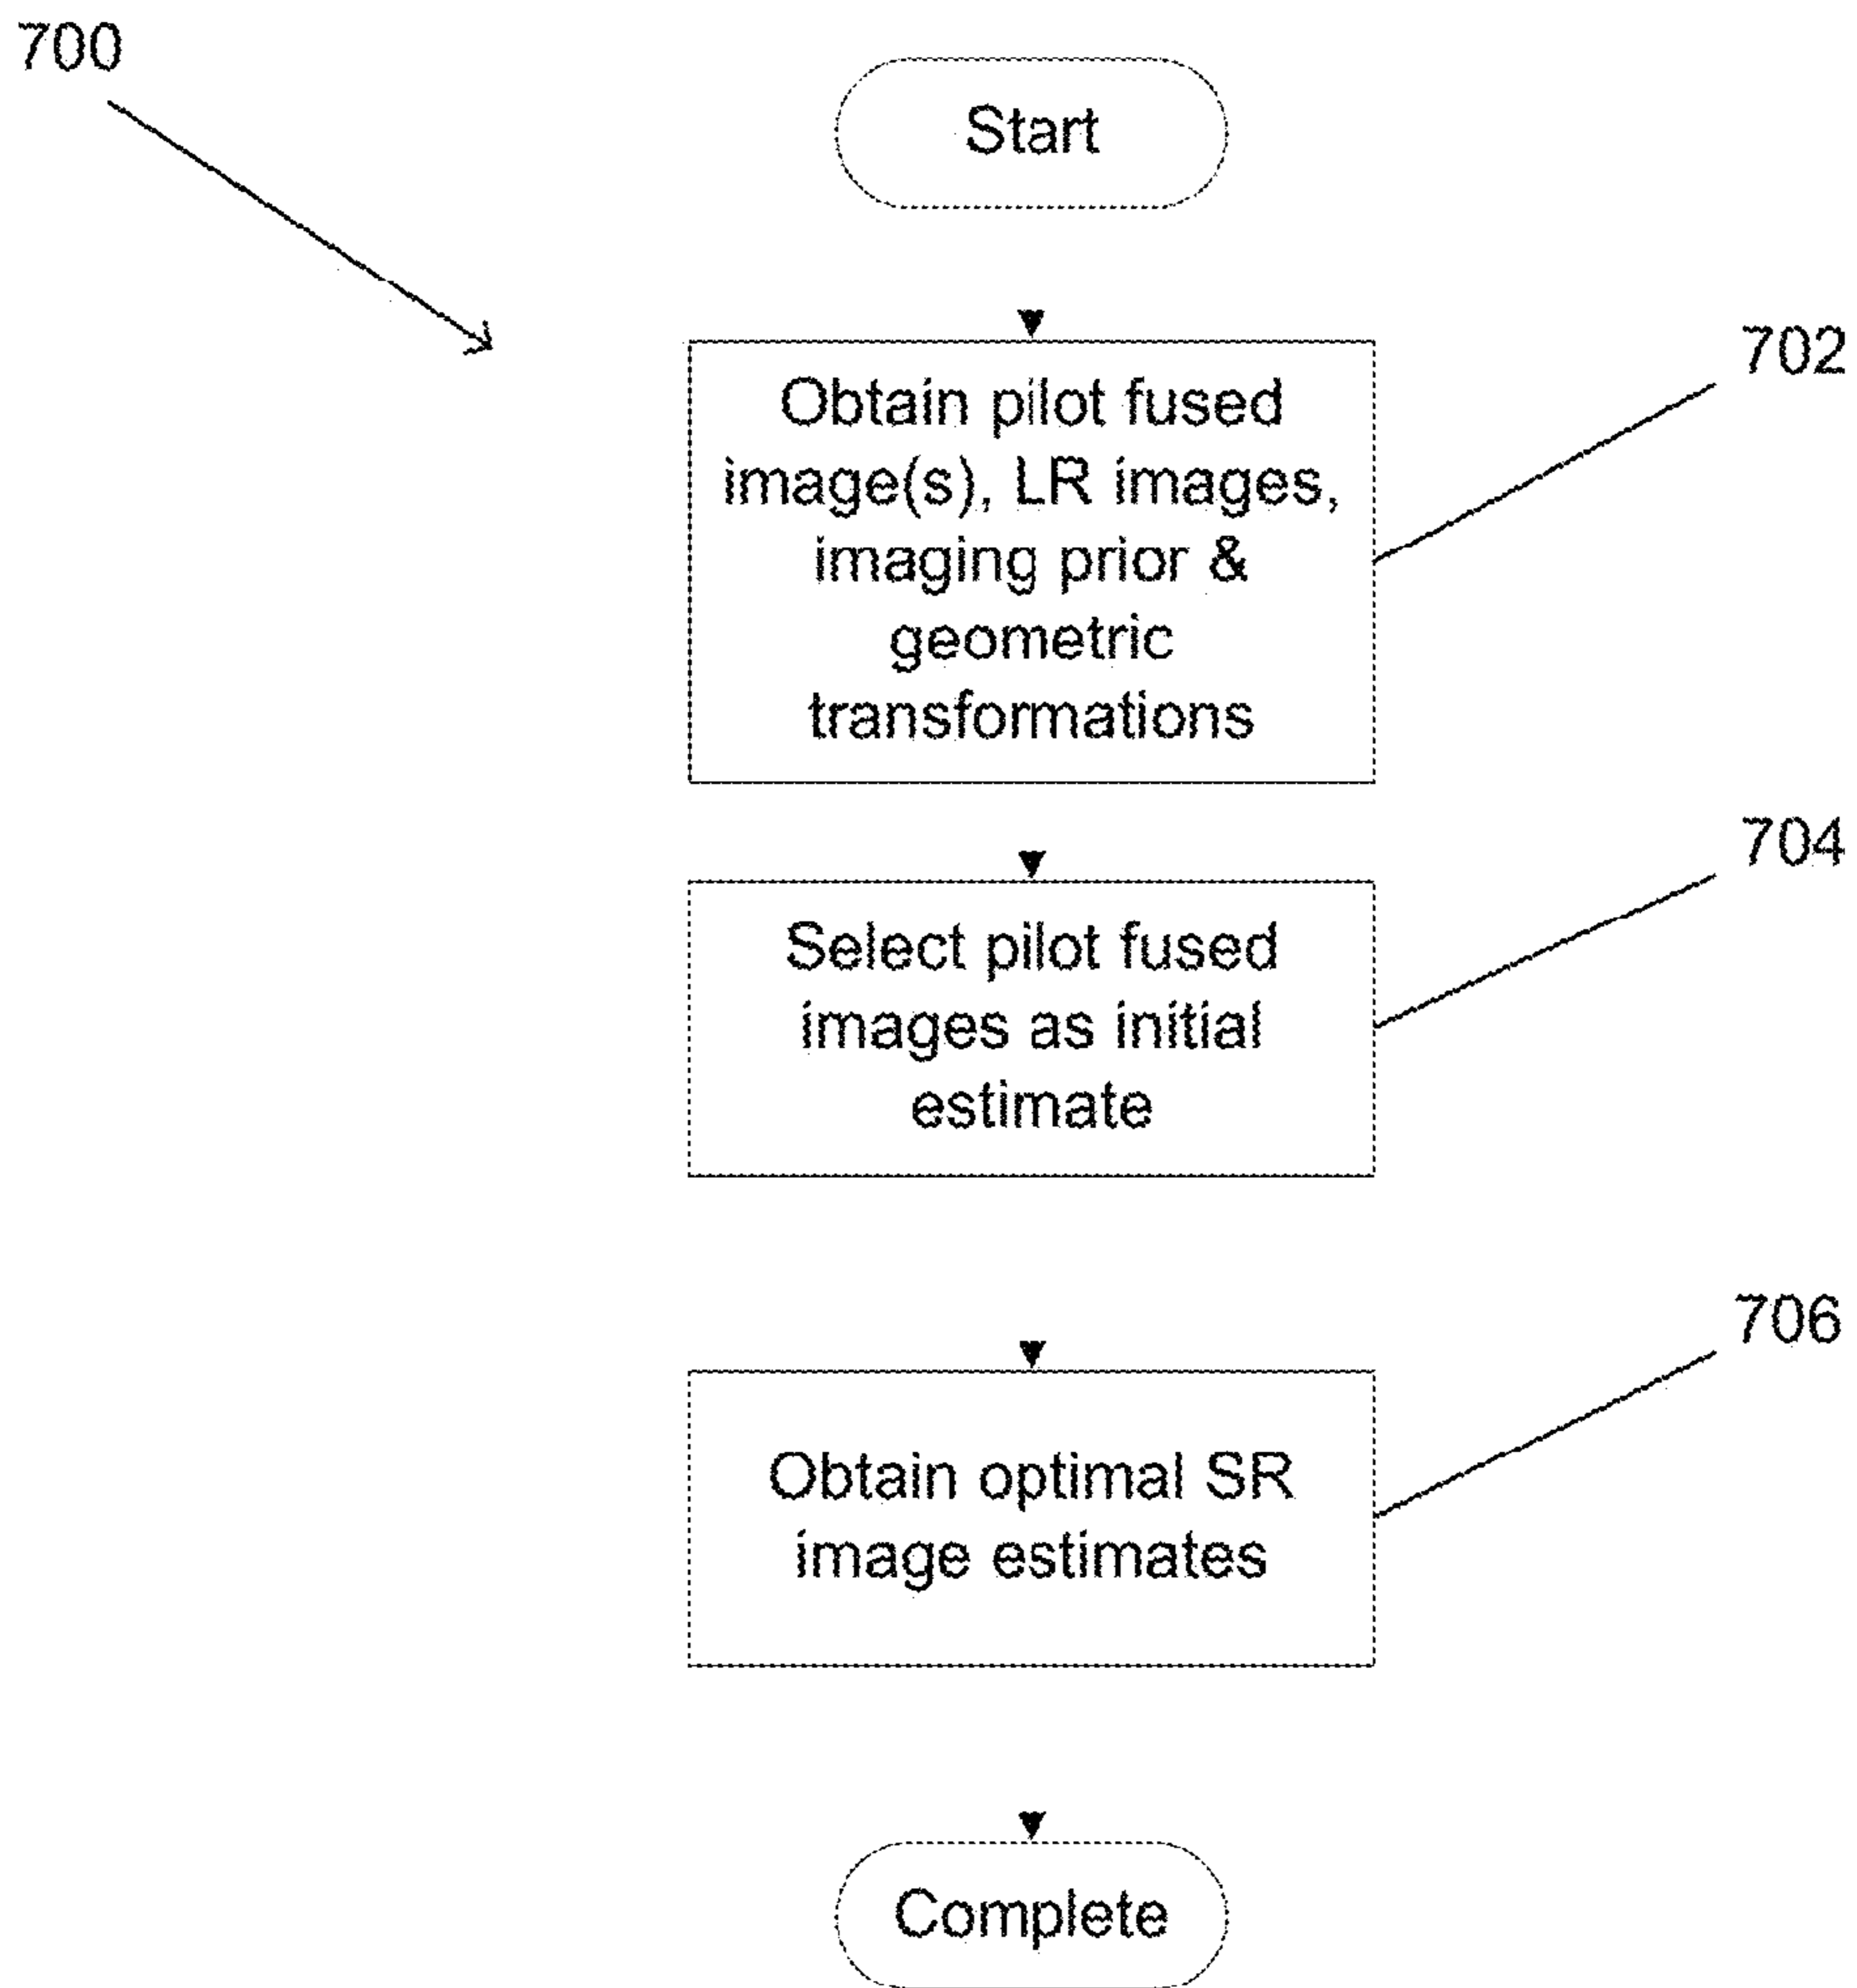 700
Start
702
Obtain pilot fused
image(s), LR images,
imaging prior &
geometric
transformations
704
Select pilot fused
images as initial
estimate
706
Obtain optimal SR
image estimates
Complete